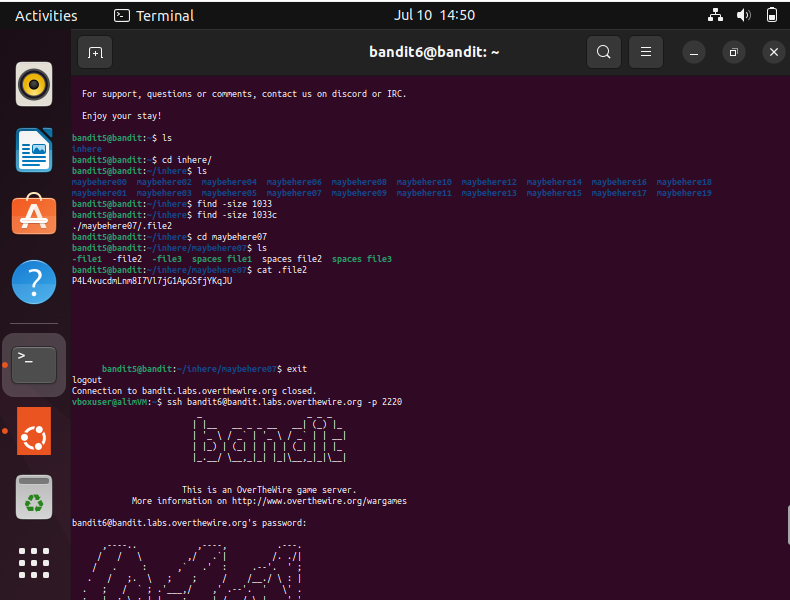 Activities Terminal Jul 10 14:50
bandit6@bandit: ~
For support, questions or comments, contact us on discord or IRC.
Enjoy your stay!
bandit5@bandit:~$ ls
inhere
bandit5@bandit:~$ cd inhere/
bandit5@bandit:~/inhere$ ls
maybehere00 maybehere02 maybehere04 maybehere06 maybehere08 maybehere10 maybehere12 maybehere14 maybehere16 maybehere18
maybehere01 maybehere03 maybehere05 maybehere07 maybehere09 maybehere11 maybehere13 maybehere15 maybehere17 maybehere19
bandit5@bandit:~/inhere$ find -size 1033
bandit5@bandit:~/inhere$ find -size 1033c
./maybehere07/.file2
bandit5@bandit:~/inhere$ cd maybehere07
bandit5@bandit:~/inhere/maybehere07$ ls
-file1 -file2 -file3 spaces file1 spaces file2 spaces file3
bandit5@bandit:~/inhere/maybehere07$ cat .file2
P4L4vucdmLnm8I7Vl7jG1ApGSfjYKqJU
bandit5@bandit:~/inhere/maybehere07$ exit
logout
Connection to bandit.labs.overthewire.org closed.
vboxuser@alimVM:~$ ssh bandit6@bandit.labs.overthewire.org -p 2220
bandit
This is an OverTheWire game server.
More information on http://www.overthewire.org/wargames
bandit6@bandit.labs.overthewire.org's password: